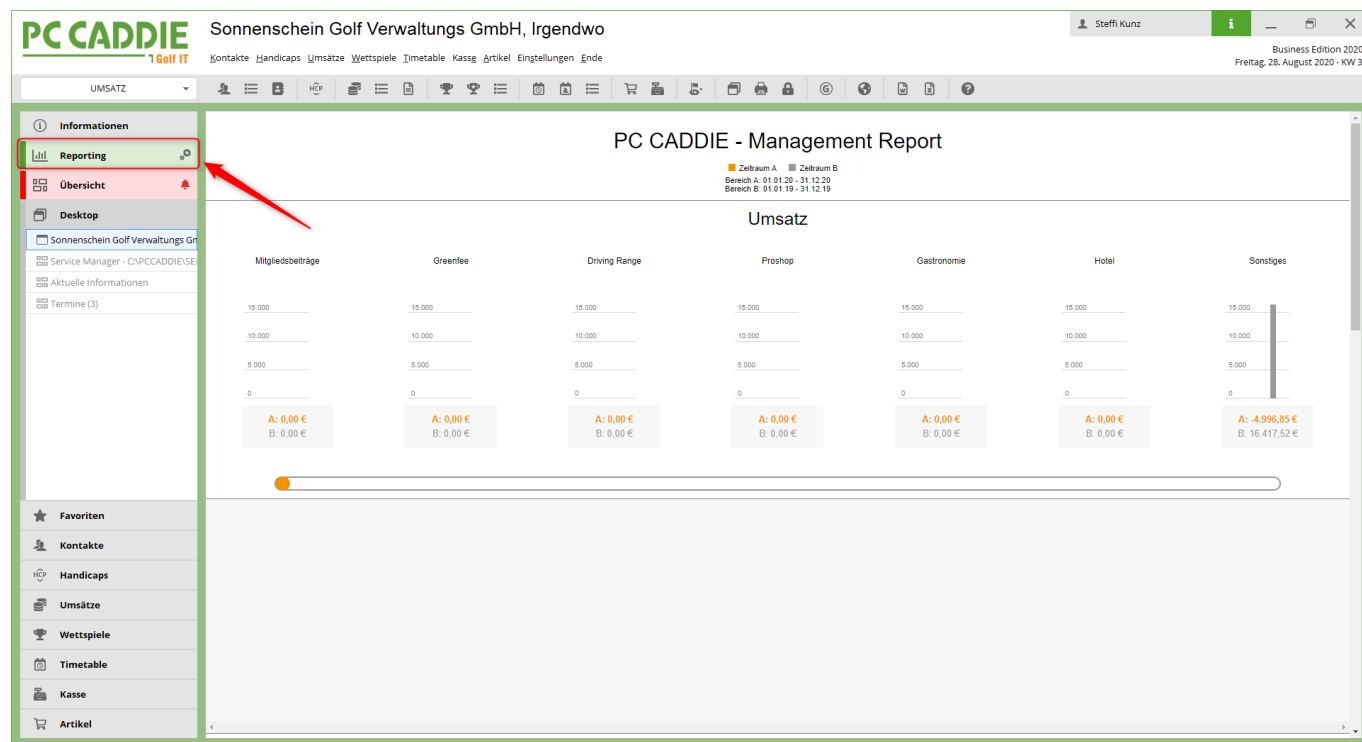 PC CADDIE
Golf IT
Sonnenschein Golf Verwaltungs GmbH, Irgendwo
Kontakte Handicaps Umsätze Wettspiele Timetable Kasse Artikel Einstellungen Ende
Steffi Kunz
i
Business Edition 2020
Freitag, 28. August 2020 - KW 3
UMSATZ
HCP
Informationen
Reporting
Übersicht
Desktop
Sonnenschein Golf Verwaltungs Gm
Service Manager - C:\PCCADDIE\SE
Aktuelle Informationen
Termine (3)
Favoriten
Kontakte
HCP Handicaps
Umsätze
Wettspiele
Timetable
Kasse
Artikel
PC CADDIE - Management Report
Zeitraum A Zeitraum B
Bereich A: 01.01.20 - 31.12.20
Bereich B: 01.01.19 - 31.12.19
Umsatz
Mitgliedsbeiträge Greenfee Driving Range Proshop Gastronomie Hotel Sonstiges
15.000 15.000 15.000 15.000 15.000 15.000 15.000
10.000 10.000 10.000 10.000 10.000 10.000 10.000
5.000 5.000 5.000 5.000 5.000 5.000 5.000
0 0 0 0 0 0 0
A: 0,00 € A: 0,00 € A: 0,00 € A: 0,00 € A: 0,00 € A: 0,00 € A: -4.996,85 €
B: 0,00 € B: 0,00 € B: 0,00 € B: 0,00 € B: 0,00 € B: 0,00 € B: 16.417,52 €